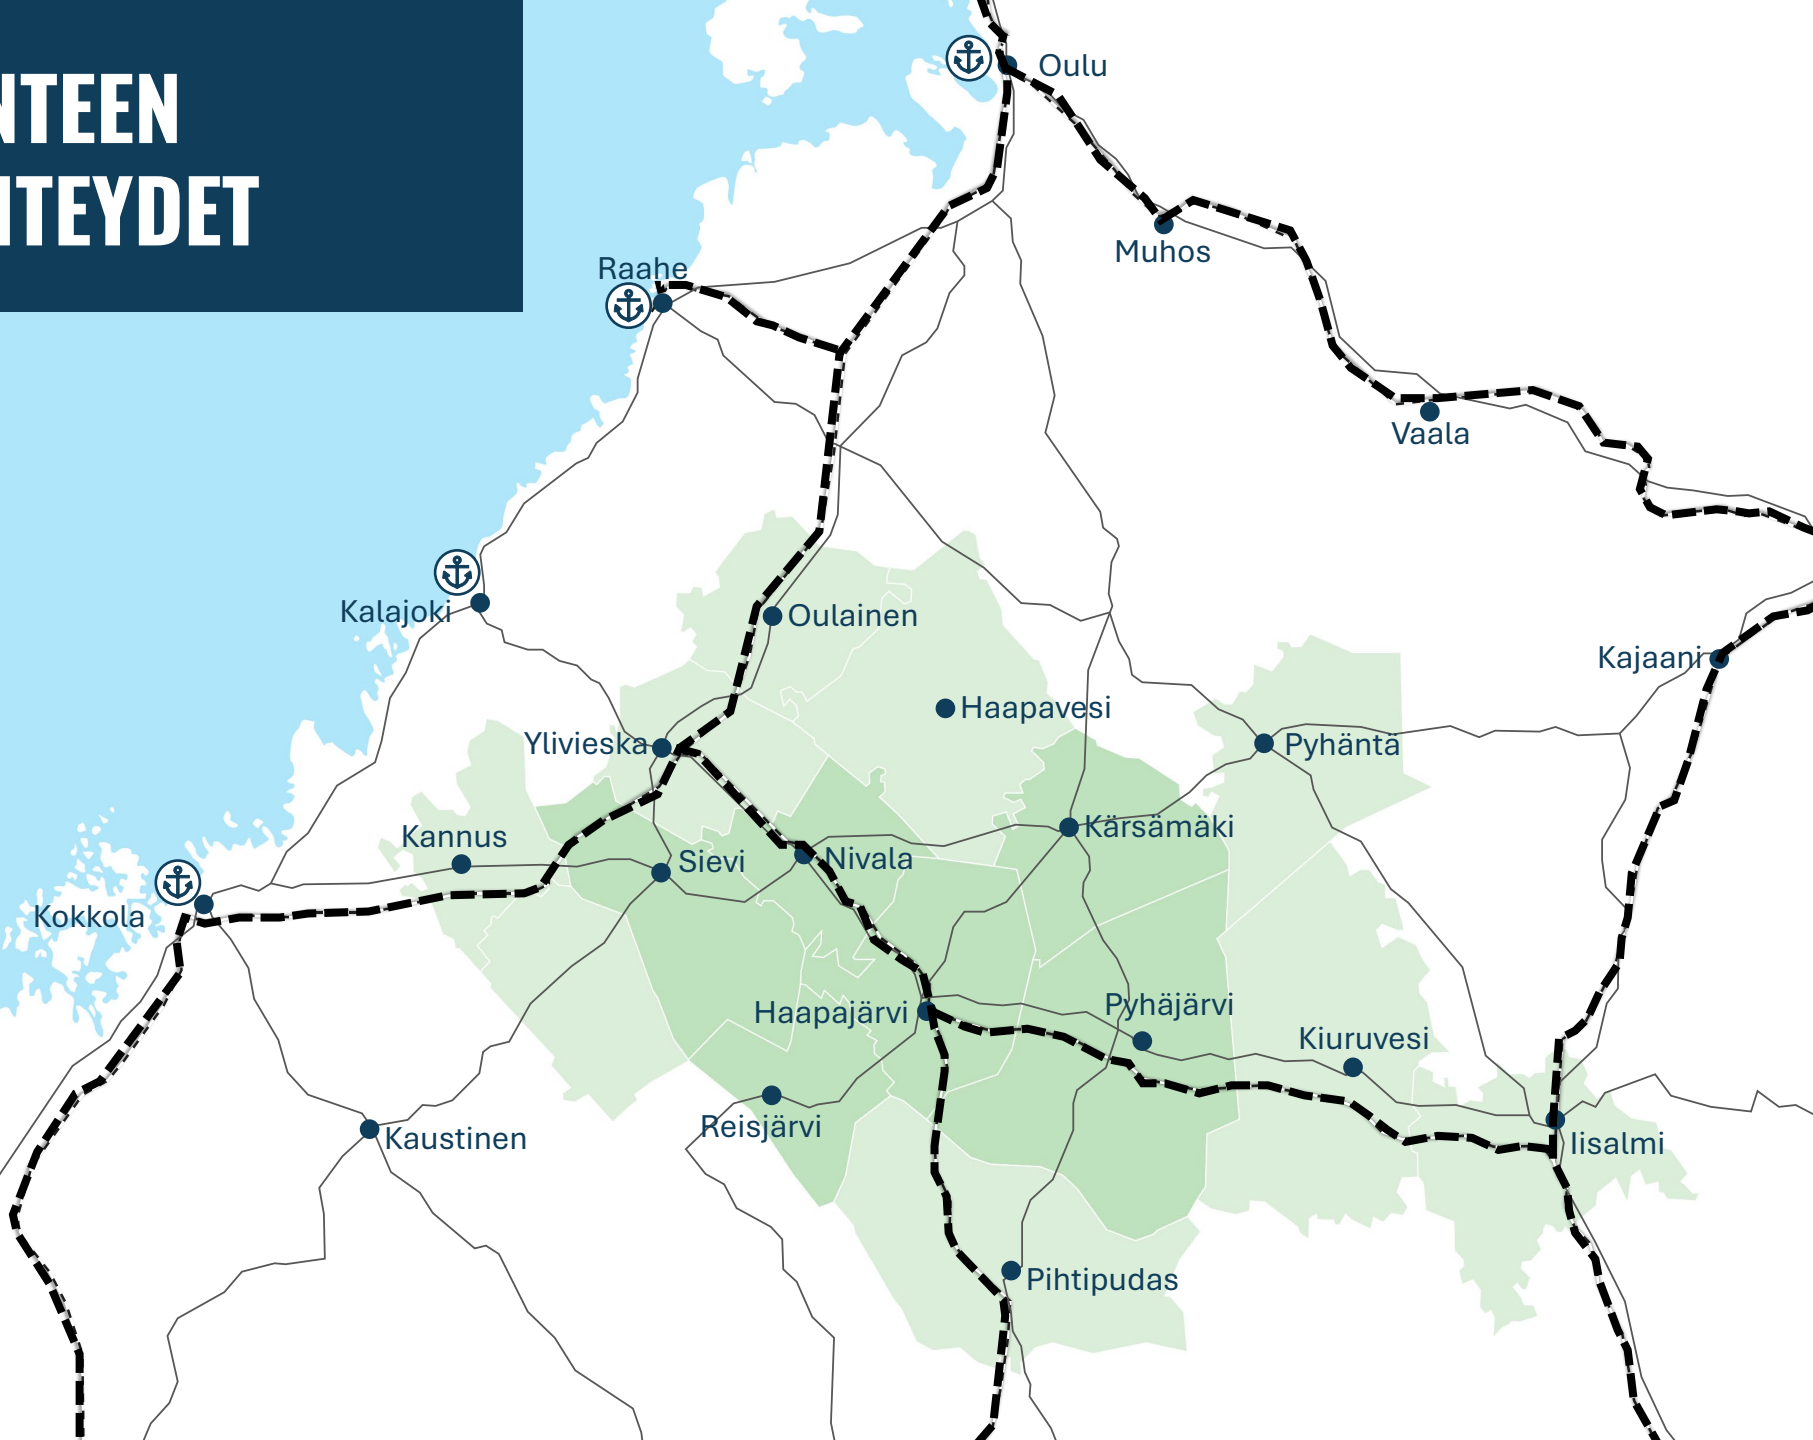 NTEEN
HTEYDET
Oulu
Muhos
Raahe
Vaala
Kalajoki
Oulainen
Kajaani
Haapavesi
Ylivieska
Pyhäntä
Kärsämäki
Kannus
Sievi
Nivala
Kokkola
Haapajärvi
Pyhäjärvi
Kiuruvesi
Reisjärvi
Kaustinen
Iisalmi
Pihtipudas